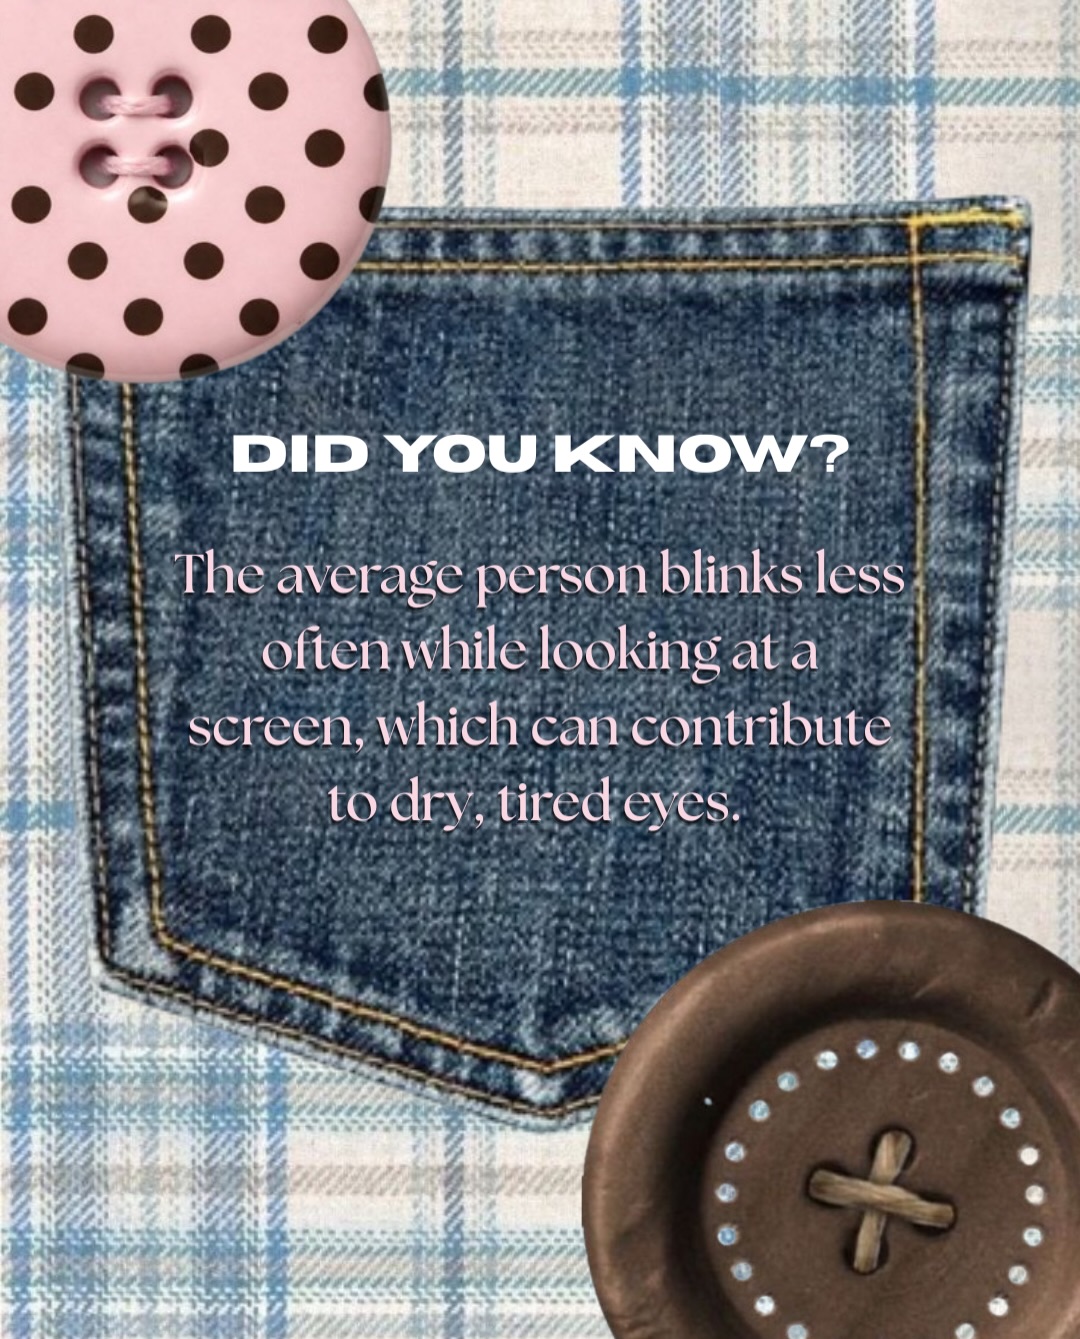 DID YOU KNOW?
The average person blinks less
often while looking at a
screen, which can contribute
to dry, tired eyes.